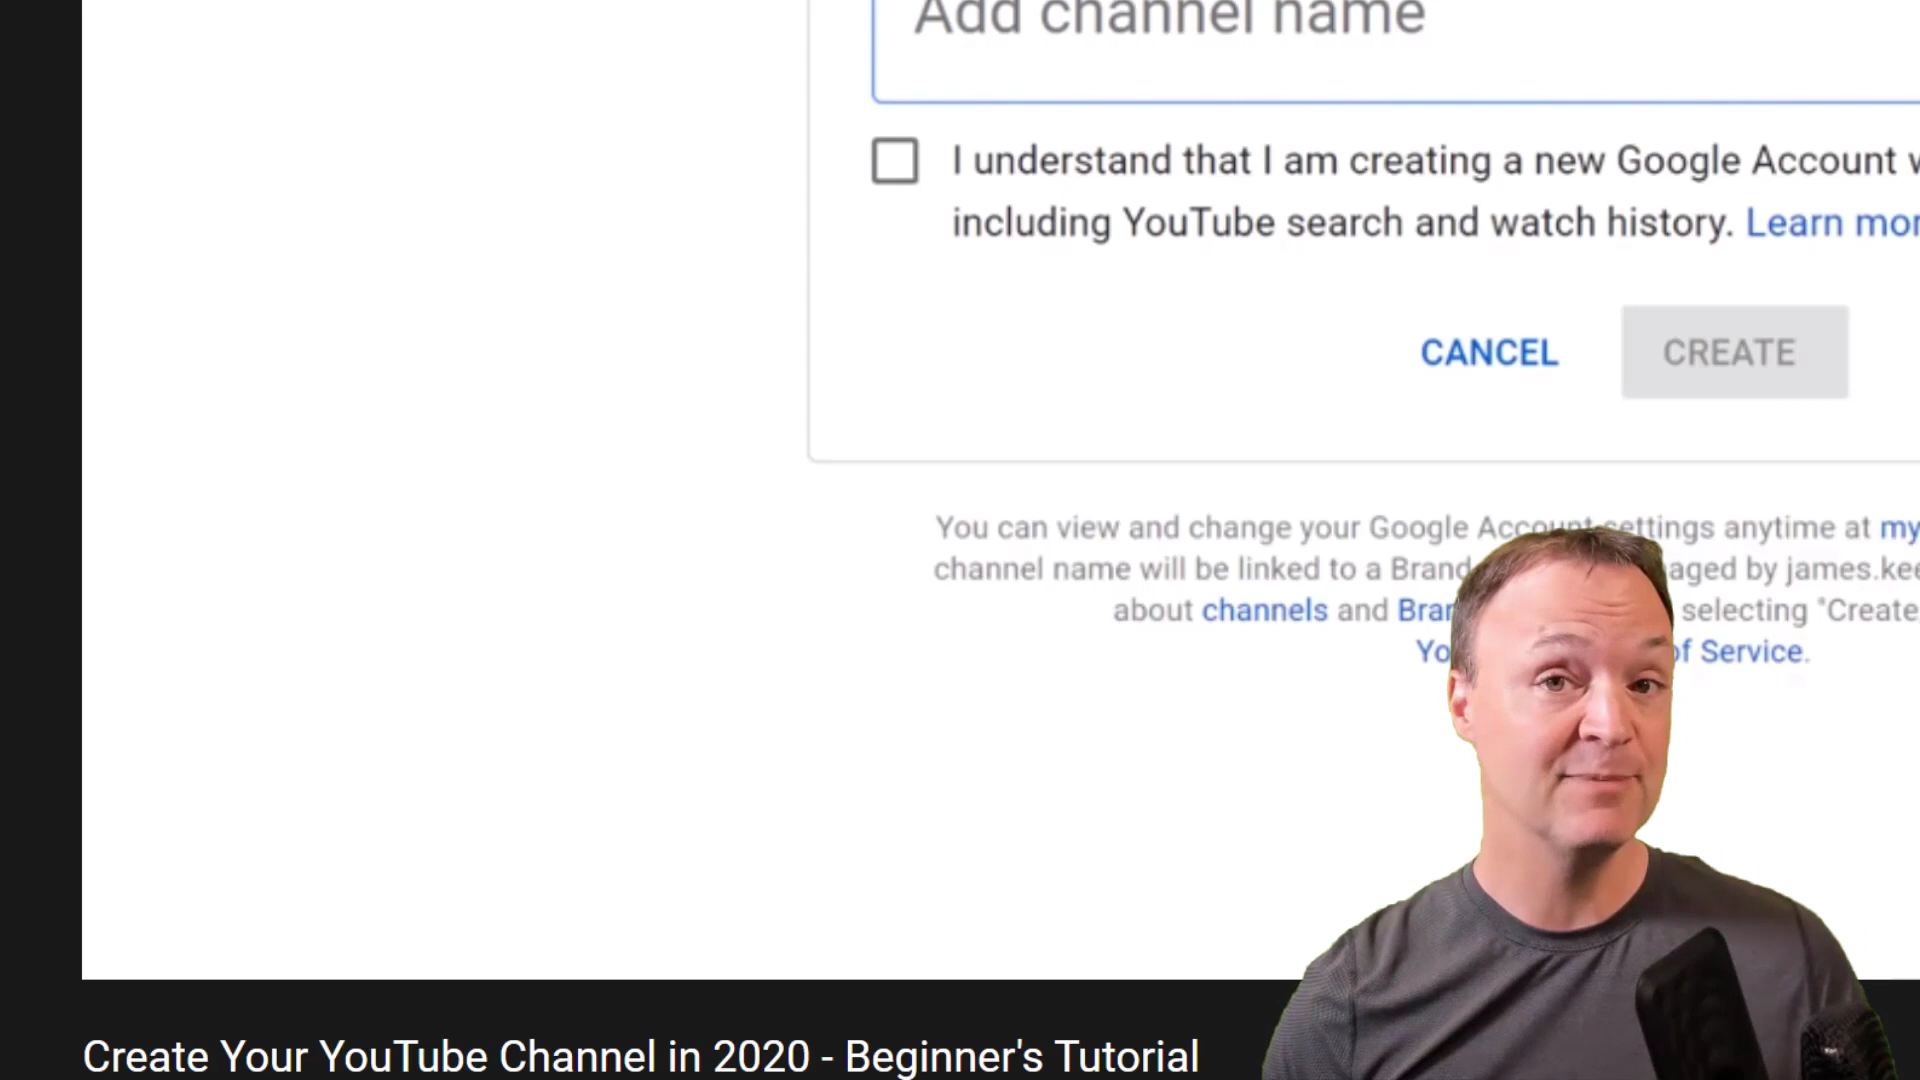 Add channel name
I understand that I am creating a new Google Account
including YouTube search and watch history. Learn
CANCEL CREATE
You can view and change your Google Account settings anytime at
channel name will be linked to a Brand by james.
about channels and selecting "Create
of Service.
Create Your YouTube Channel in 2020 - Beginner's Tutorial